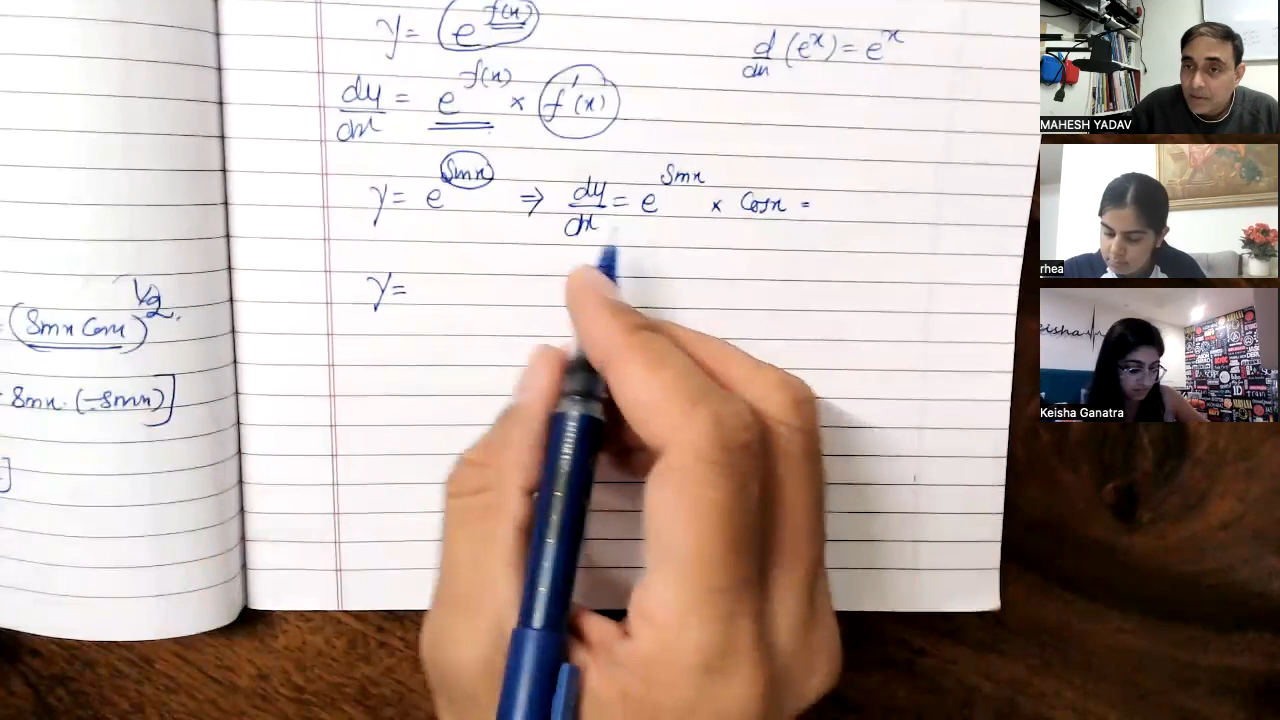 y = e^f(x)
d/dx (e^x) = e^x
dy/dx = e^f(x) × f'(x)
y = e^Sinx ⇒ dy/dx = e^Sinx × Cosx =
y =
= (Sinx Cosx)^1/2.
Sinx. (-Sinx)]
]
MAHESH YADAV
rhea
Keisha Ganatra
eisha